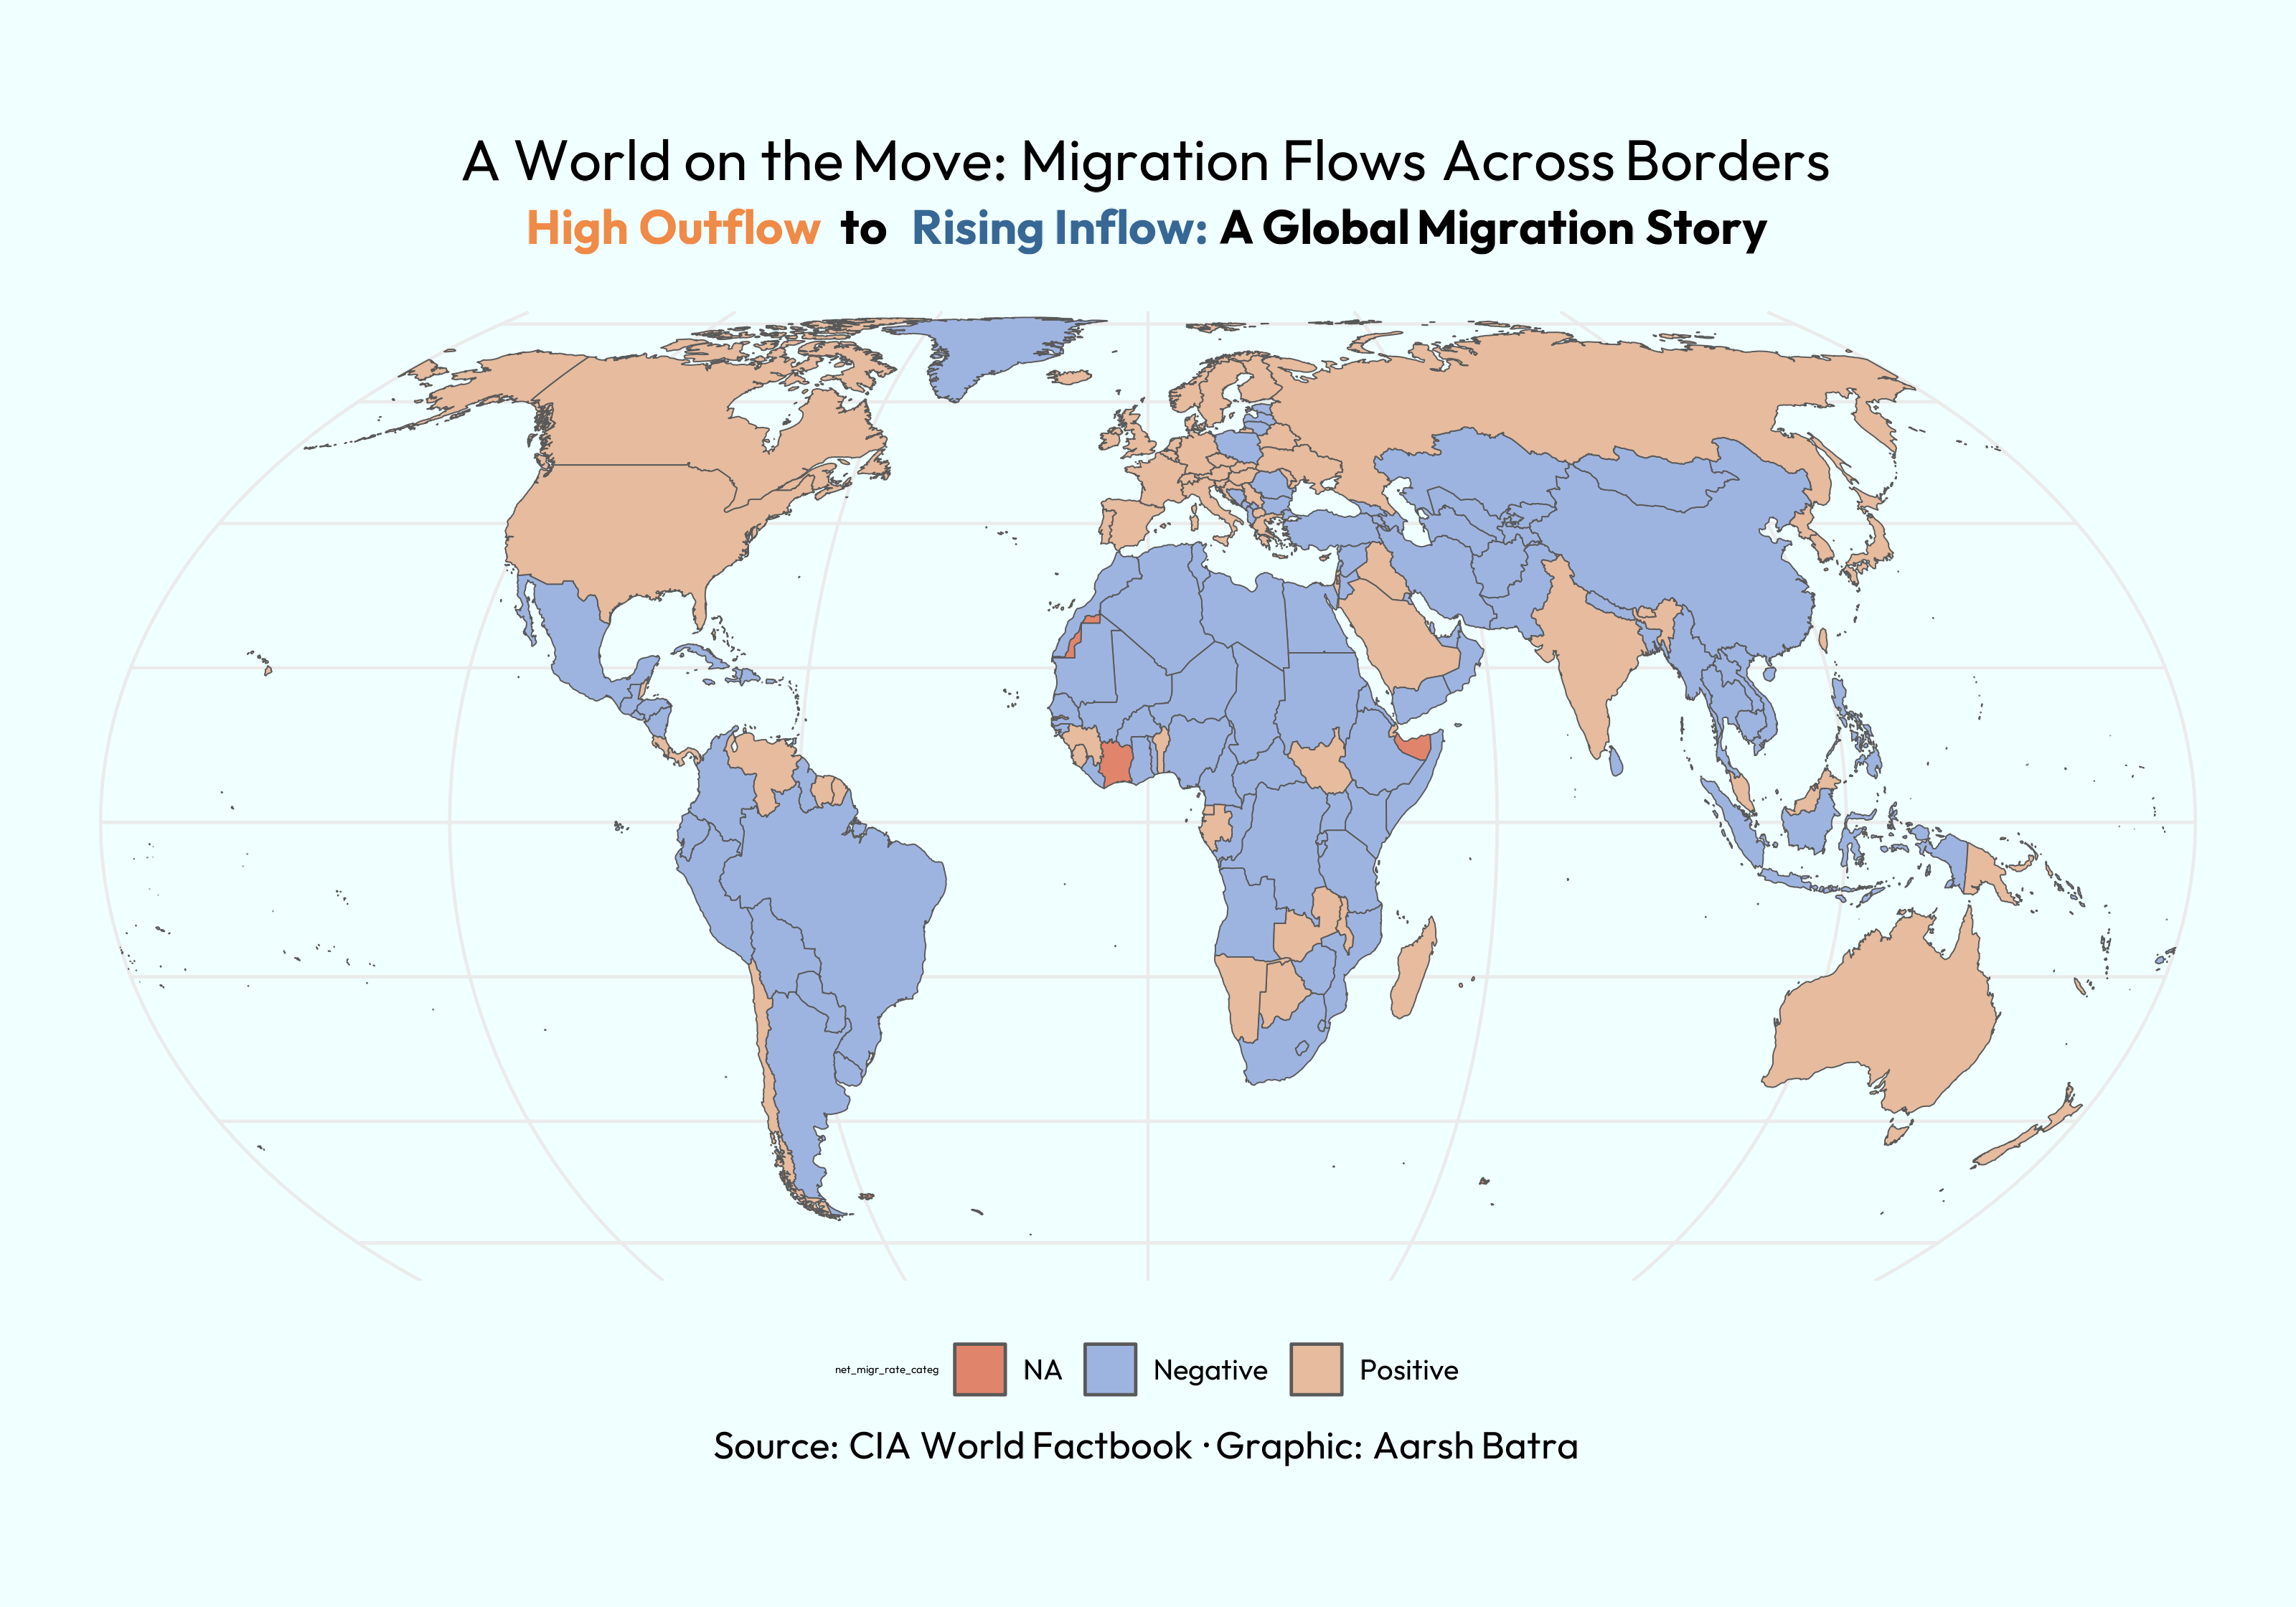 A World on the Move: Migration Flows Across Borders
High Outflow to Rising Inflow: A Global Migration Story
net_migr_rate_categ NA Negative Positive
Source: CIA World Factbook · Graphic: Aarsh Batra